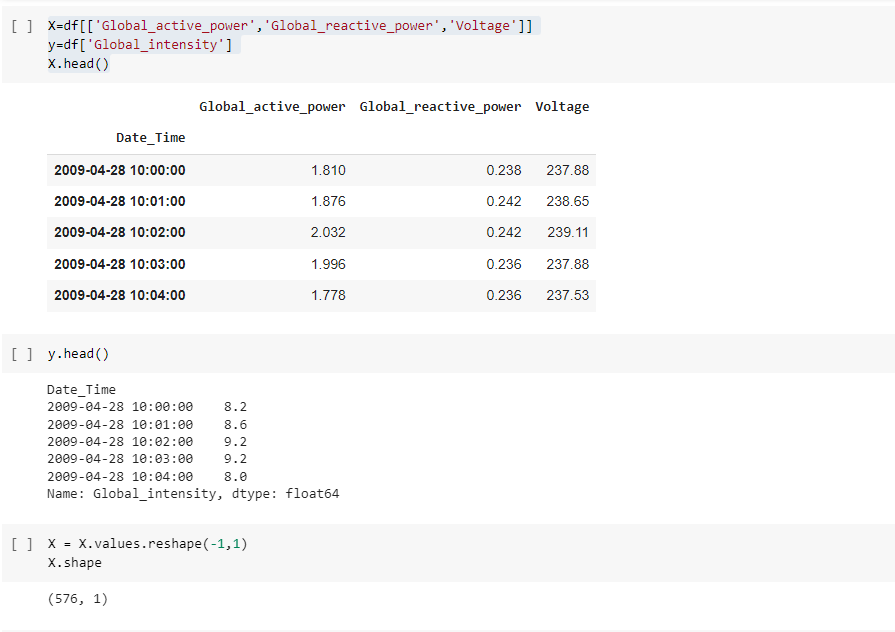 [ ] X=df[['Global_active_power','Global_reactive_power','Voltage']]
y=df['Global_intensity']
X.head()
Global_active_power Global_reactive_power Voltage
Date_Time
2009-04-28 10:00:00 1.810 0.238 237.88
2009-04-28 10:01:00 1.876 0.242 238.65
2009-04-28 10:02:00 2.032 0.242 239.11
2009-04-28 10:03:00 1.996 0.236 237.88
2009-04-28 10:04:00 1.778 0.236 237.53
[ ] y.head()
Date_Time
2009-04-28 10:00:00 8.2
2009-04-28 10:01:00 8.6
2009-04-28 10:02:00 9.2
2009-04-28 10:03:00 9.2
2009-04-28 10:04:00 8.0
Name: Global_intensity, dtype: float64
[ ] X = X.values.reshape(-1,1)
X.shape
(576, 1)